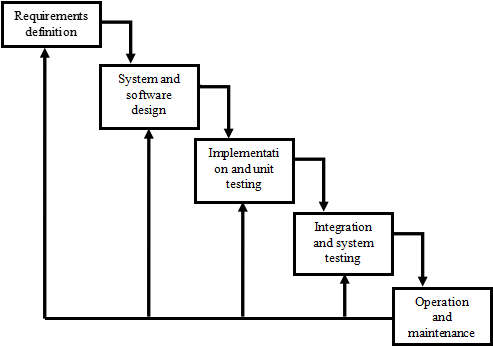 Requirements
definition
System and
software
design
Implementati
on and unit
testing
Integration
and system
testing
Operation
and
maintenance